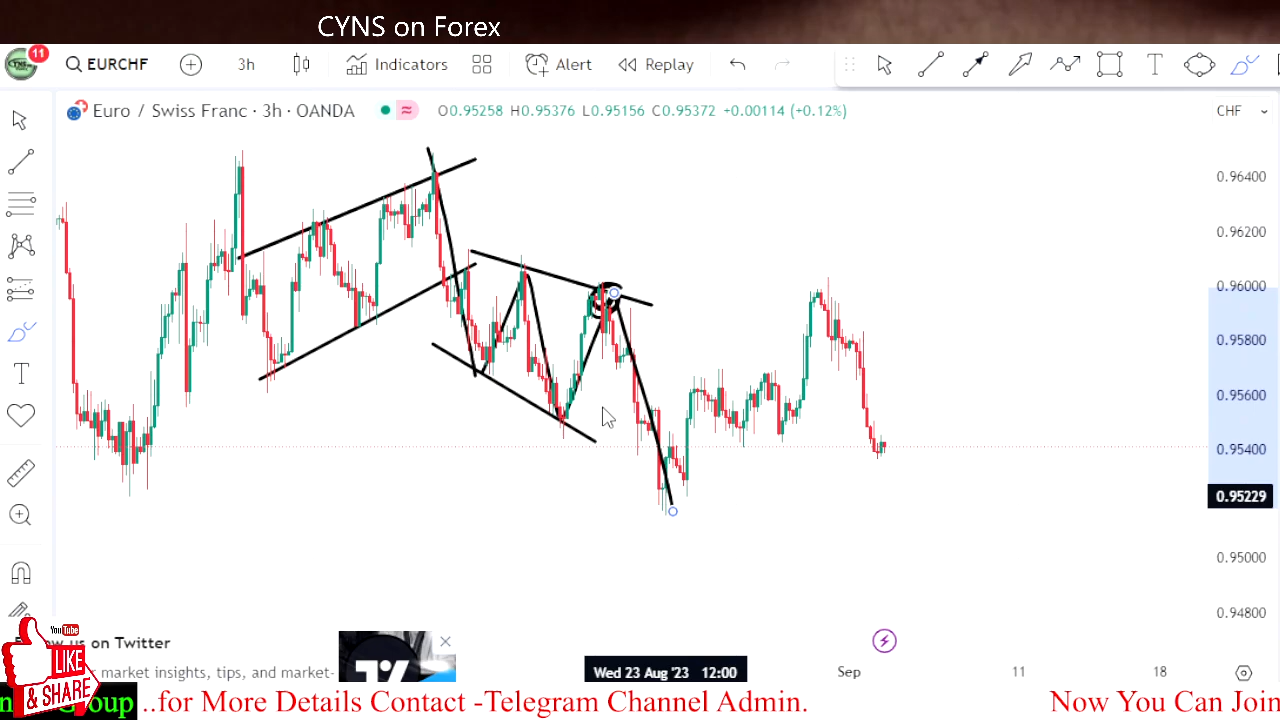 CYNS on Forex
11
EURCHF
3h
Indicators
Alert
Replay
Euro / Swiss Franc · 3h · OANDA
O0.95258 H0.95376 L0.95156 C0.95372 +0.00114 (+0.12%)
CHF
0.96400
0.96200
0.96000
0.95800
0.95600
0.95400
0.95229
0.95000
0.94800
us on Twitter
market insights, tips, and market-
Wed 23 Aug '23 12:00
Sep
11
18
YouTube
LIKE
& SHARE
Group ..for More Details Contact -Telegram Channel Admin.
Now You Can Join